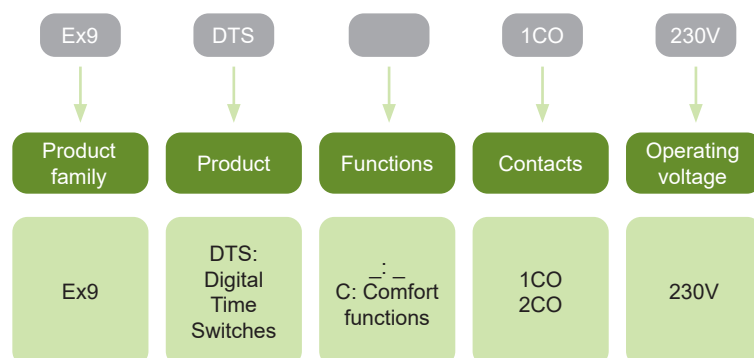 Ex9 DTS 1CO 230V
Product family
Product
Functions
Contacts
Operating voltage
Ex9
DTS:
Digital
Time
Switches
_: _
C: Comfort
functions
1CO
2CO
230V